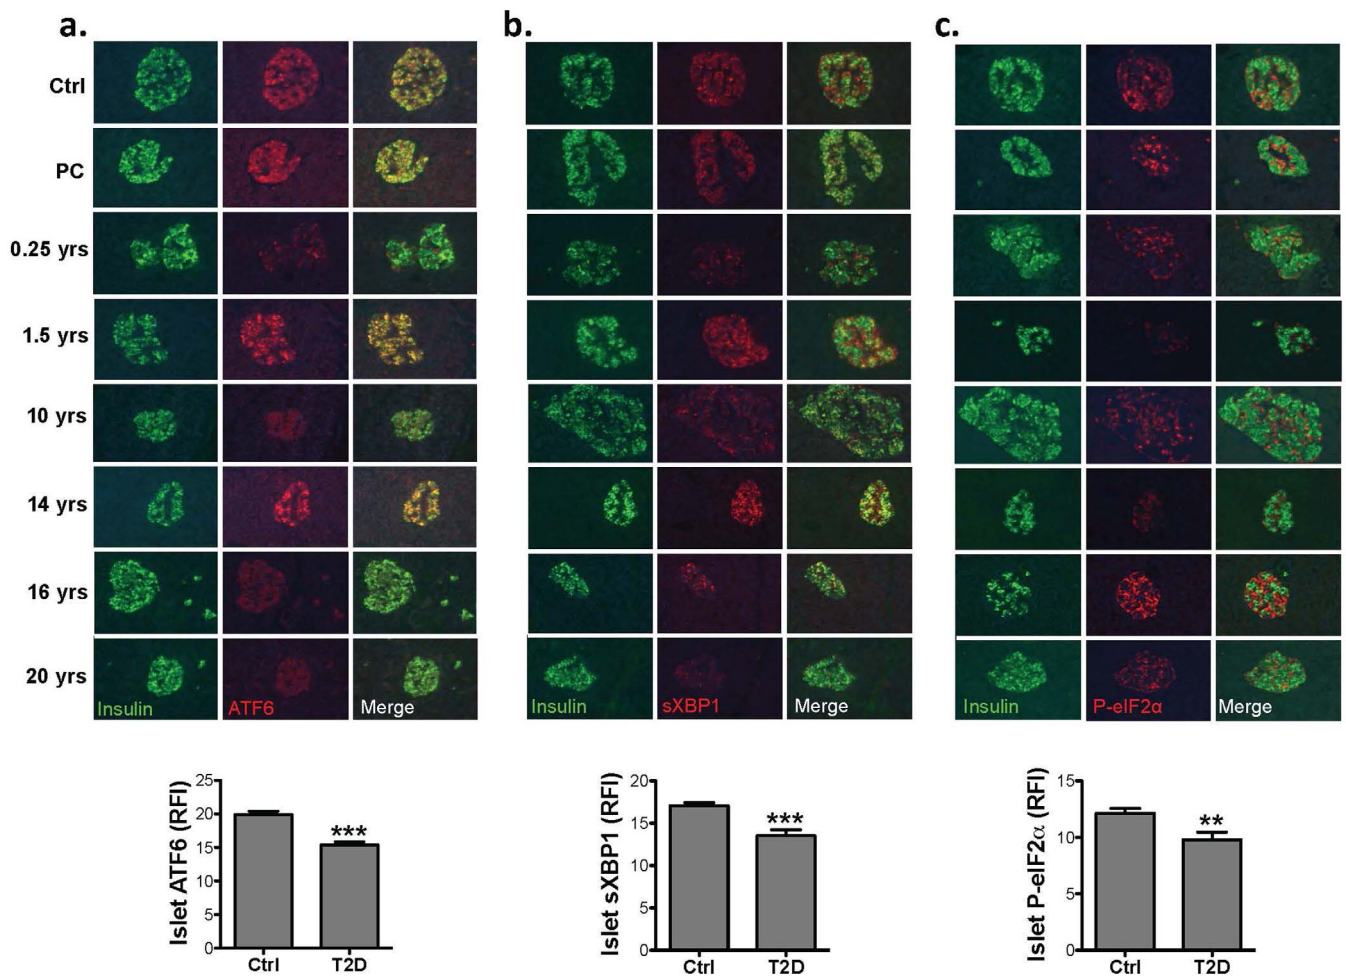 a.
b.
c.
Ctrl
PC
0.25 yrs
1.5 yrs
10 yrs
14 yrs
16 yrs
20 yrs
Insulin ATF6 Merge
Insulin sXBP1 Merge
Insulin P-eIF2α Merge
Islet ATF6 (RFI)
25
20
15
10
5
0
***
Ctrl T2D
Islet sXBP1 (RFI)
20
15
10
5
0
***
Ctrl T2D
Islet P-eIF2α (RFI)
15
10
5
0
**
Ctrl T2D